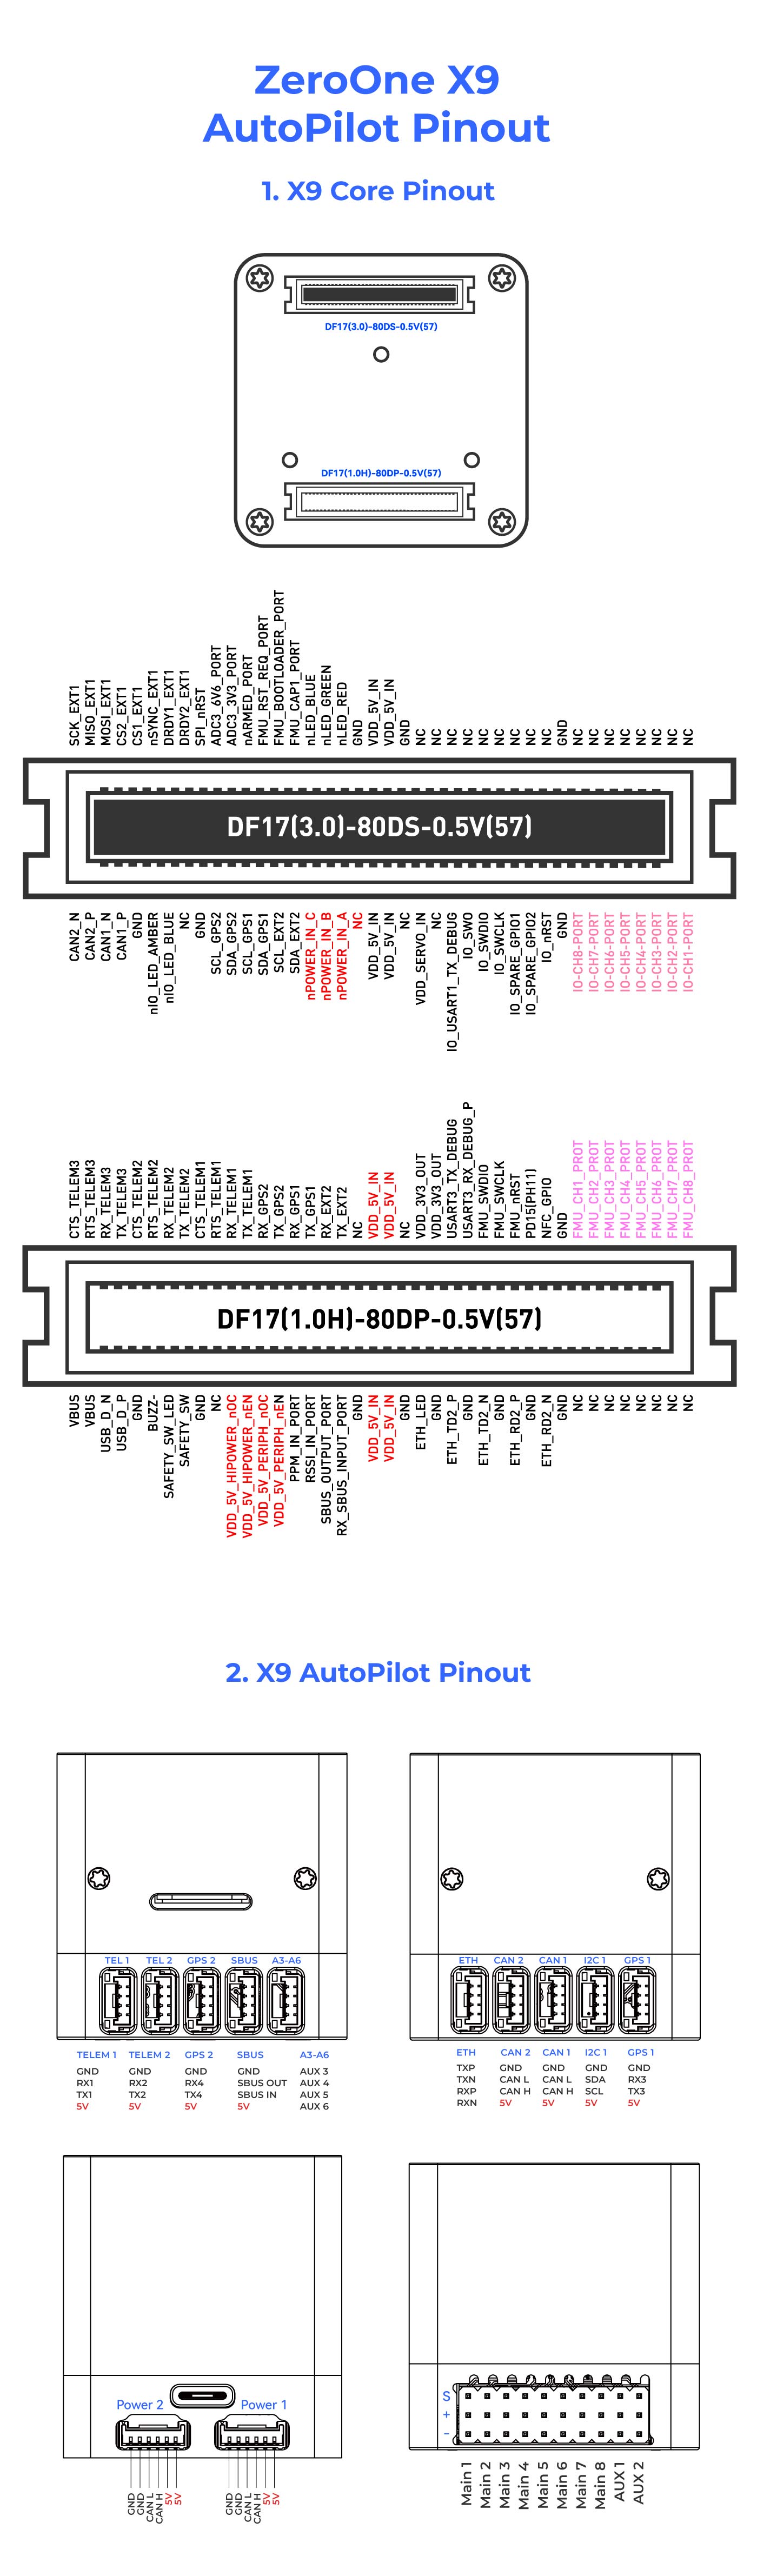 ZeroOne X9
AutoPilot Pinout
1. X9 Core Pinout
DF17(3.0)-80DS-0.5V(57)
DF17(1.0H)-80DP-0.5V(57)
SCK_EXT1
MISO_EXT1
MOSI_EXT1
CS2_EXT1
CS1_EXT1
nSYNC_EXT1
DRDY1_EXT1
DRDY2_EXT1
SPI_nRST
ADC3_6V6_PORT
ADC3_3V3_PORT
nARMED_PORT
FMU_RST_REQ_PORT
FMU_BOOTLOADER_PORT
FMU_CAP1_PORT
nLED_BLUE
nLED_GREEN
nLED_RED
GND
VDD_5V_IN
VDD_5V_IN
GND
NC
NC
NC
NC
NC
NC
NC
NC
NC
GND
NC
NC
NC
NC
NC
NC
NC
NC
DF17(3.0)-80DS-0.5V(57)
CAN2_N
CAN2_P
CAN1_N
CAN1_P
GND
nIO_LED_AMBER
nIO_LED_BLUE
NC
GND
SCL_GPS2
SDA_GPS2
SCL_GPS1
SDA_GPS1
SCL_EXT2
SDA_EXT2
nPOWER_IN_C
nPOWER_IN_B
nPOWER_IN_A
NC
VDD_5V_IN
VDD_5V_IN
NC
VDD_SERVO_IN
NC
IO_USART1_TX_DEBUG
IO_SWO
IO_SWDIO
IO_SWCLK
IO_SPARE_GPIO1
IO_SPARE_GPIO2
IO_nRST
GND
IO-CH8-PORT
IO-CH7-PORT
IO-CH6-PORT
IO-CH5-PORT
IO-CH4-PORT
IO-CH3-PORT
IO-CH2-PORT
IO-CH1-PORT
CTS_TELEM3
RTS_TELEM3
RX_TELEM3
TX_TELEM3
CTS_TELEM2
RTS_TELEM2
RX_TELEM2
TX_TELEM2
CTS_TELEM1
RTS_TELEM1
RX_TELEM1
TX_TELEM1
RX_GPS2
TX_GPS2
RX_GPS1
TX_GPS1
RX_EXT2
TX_EXT2
NC
VDD_5V_IN
VDD_5V_IN
NC
VDD_3V3_OUT
VDD_3V3_OUT
USART3_TX_DEBUG
USART3_RX_DEBUG_P
FMU_SWDIO
FMU_SWCLK
FMU_nRST
PD15(PH11)
NFC_GPIO
GND
FMU_CH1_PROT
FMU_CH2_PROT
FMU_CH3_PROT
FMU_CH4_PROT
FMU_CH5_PROT
FMU_CH6_PROT
FMU_CH7_PROT
FMU_CH8_PROT
DF17(1.0H)-80DP-0.5V(57)
VBUS
VBUS
USB_D_N
USB_D_P
GND
BUZZ-
SAFETY_SW_LED
SAFETY_SW
GND
NC
VDD_5V_HIPOWER_nOC
VDD_5V_HIPOWER_nEN
VDD_5V_PERIPH_nOC
VDD_5V_PERIPH_nEN
PPM_IN_PORT
RSSI_IN_PORT
SBUS_OUTPUT_PORT
RX_SBUS_INPUT_PORT
GND
VDD_5V_IN
VDD_5V_IN
GND
ETH_LED
GND
ETH_TD2_P
GND
ETH_TD2_N
GND
ETH_RD2_P
GND
ETH_RD2_N
GND
NC
NC
NC
NC
NC
NC
NC
NC
2. X9 AutoPilot Pinout
TEL 1 TEL 2 GPS 2 SBUS A3-A6
TELEM 1 TELEM 2 GPS 2 SBUS A3-A6
GND GND GND GND AUX 3
RX1 RX2 RX4 SBUS OUT AUX 4
TX1 TX2 TX4 SBUS IN AUX 5
5V 5V 5V 5V AUX 6
ETH CAN 2 CAN 1 I2C 1 GPS 1
ETH CAN 2 CAN 1 I2C 1 GPS 1
TXP GND GND GND GND
TXN CAN L CAN L SDA RX3
RXP CAN H CAN H SCL TX3
RXN 5V 5V 5V 5V
Power 2 Power 1
GND
GND
CAN L
CAN H
5V
5V
GND
GND
CAN L
CAN H
5V
5V
S
+
-
Main 1
Main 2
Main 3
Main 4
Main 5
Main 6
Main 7
Main 8
AUX 1
AUX 2